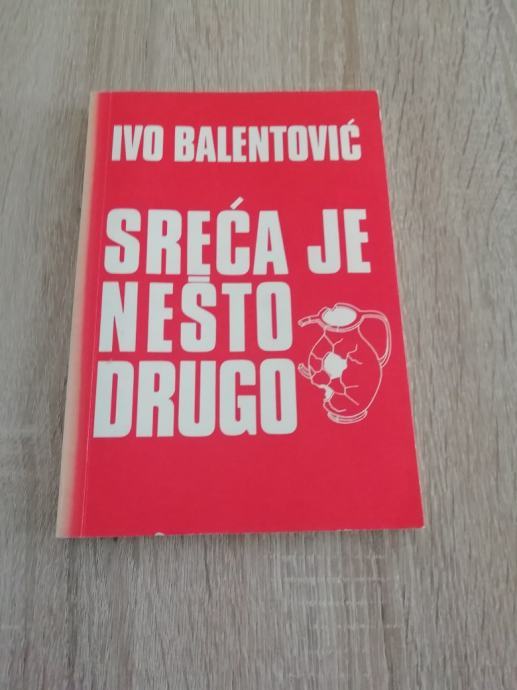 IVO BALENTOVIĆ
SREĆA JE
NEŠTO
DRUGO